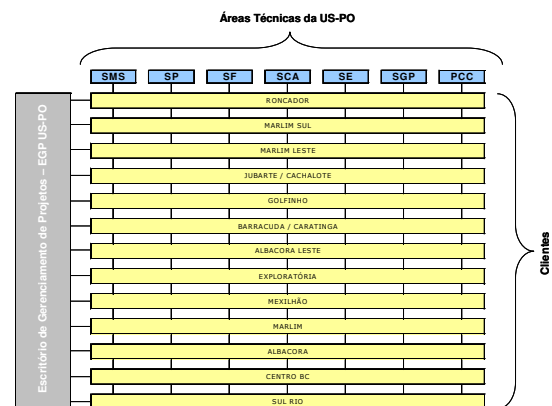 Áreas Técnicas da US-PO
SMS SP SF SCA SE SGP PCC
Escritório de Gerenciamento de Projetos – EGP US-PO
RONCADOR
MARLIM SUL
MARLIM LESTE
JUBARTE / CACHALOTE
GOLFINHO
BARRACUDA / CARATINGA
ALBACORA LESTE
EXPLORATÓRIA
MEXILHÃO
MARLIM
ALBACORA
CENTRO BC
SUL RIO
Clientes